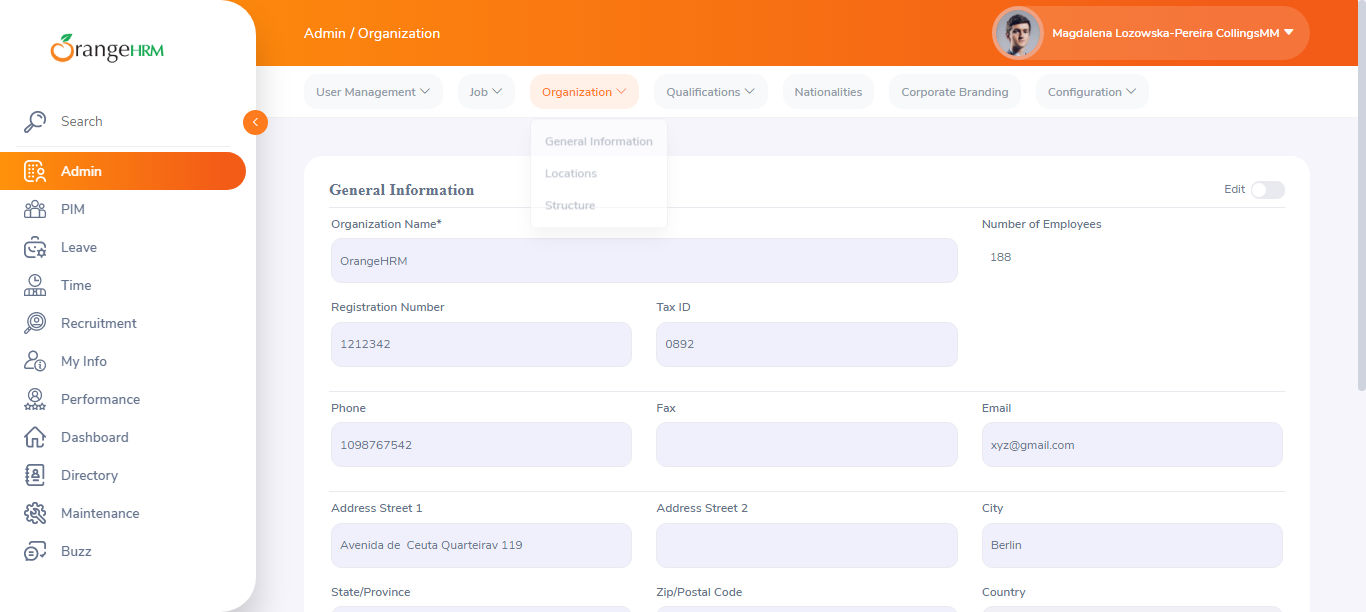 OrangeHRM
Admin / Organization
Magdalena Lozowska-Pereira CollingsMM
User Management
Job
Organization
Qualifications
Nationalities
Corporate Branding
Configuration
General Information
Locations
Structure
Search
Admin
PIM
Leave
Time
Recruitment
My Info
Performance
Dashboard
Directory
Maintenance
Buzz
General Information
Edit
Organization Name*
Number of Employees
OrangeHRM
188
Registration Number
Tax ID
1212342
0892
Phone
Fax
Email
1098767542
xyz@gmail.com
Address Street 1
Address Street 2
City
Avenida de  Ceuta Quarteirav 119
Berlin
State/Province
Zip/Postal Code
Country